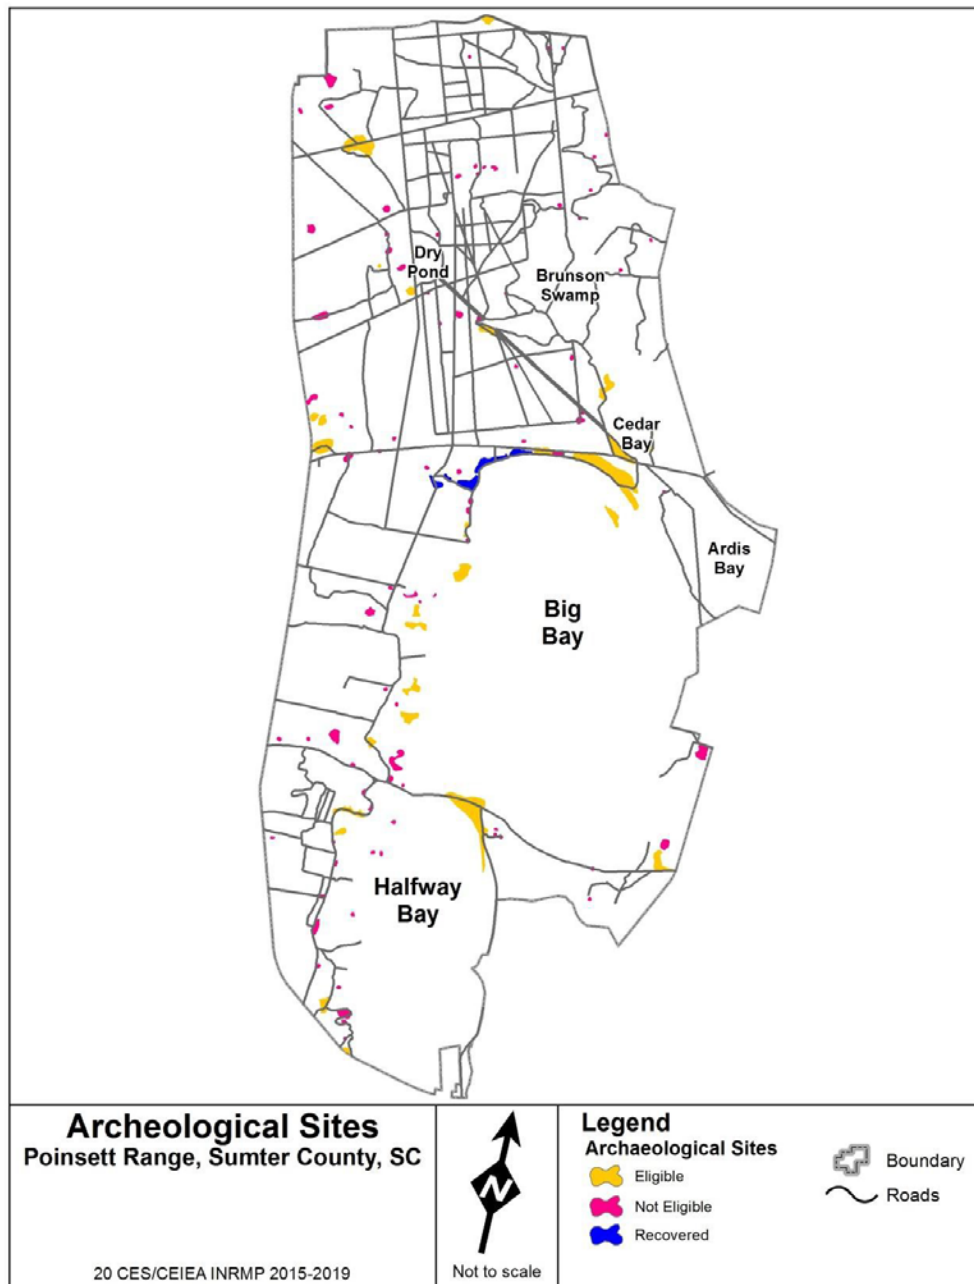 Dry
Pond
Brunson
Swamp
Cedar
Bay
Ardis
Bay
Big
Bay
Halfway
Bay
Archeological Sites
Poinsett Range, Sumter County, SC
20 CES/CEIEA INRMP 2015-2019
N
Not to scale
Legend
Archaeological Sites
Eligible
Not Eligible
Recovered
Boundary
Roads